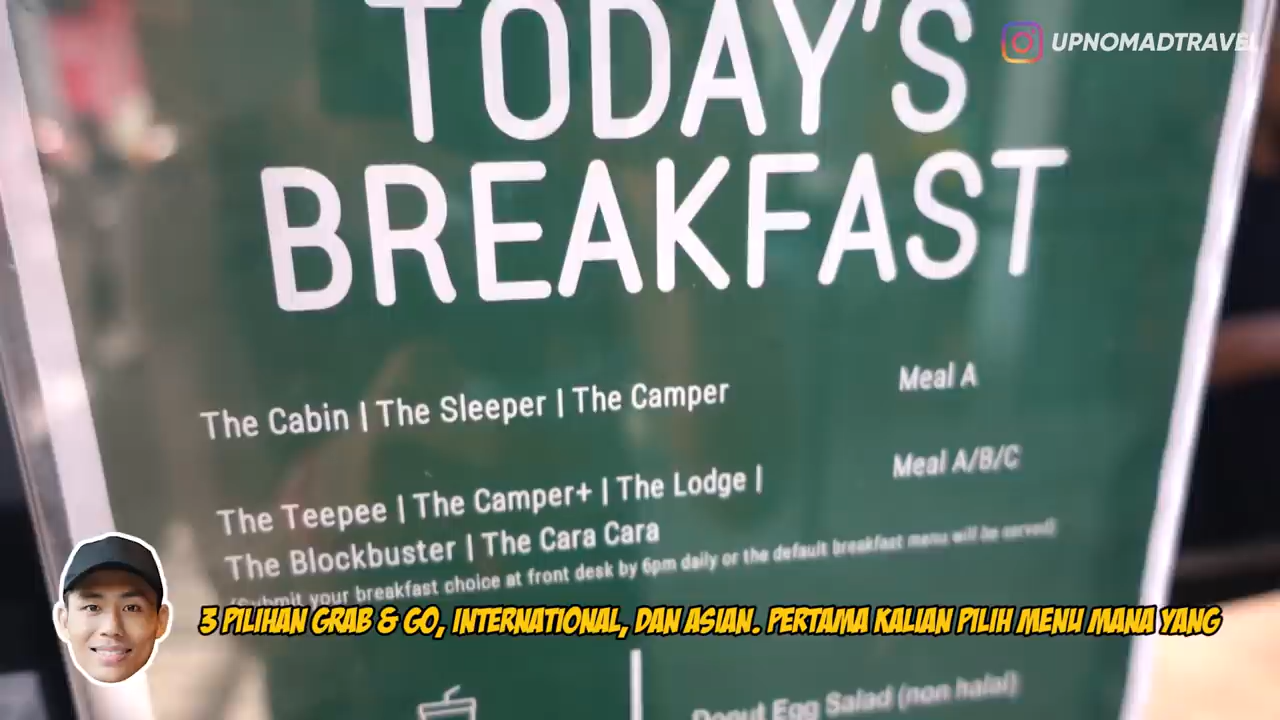 UPNOMADTRAVEL
TODAY'S
BREAKFAST
The Cabin | The Sleeper | The Camper
Meal A
The Teepee | The Camper+ | The Lodge |
Meal A/B/C
The Blockbuster | The Cara Cara
(Submit your breakfast choice at front desk by 6pm daily or the default breakfast menu will be served)
3 PILIHAN GRAB & GO, INTERNATIONAL, DAN ASIAN. PERTAMA KALIAN PILIH MENU MANA YANG
Donut Egg Salad (non halal)